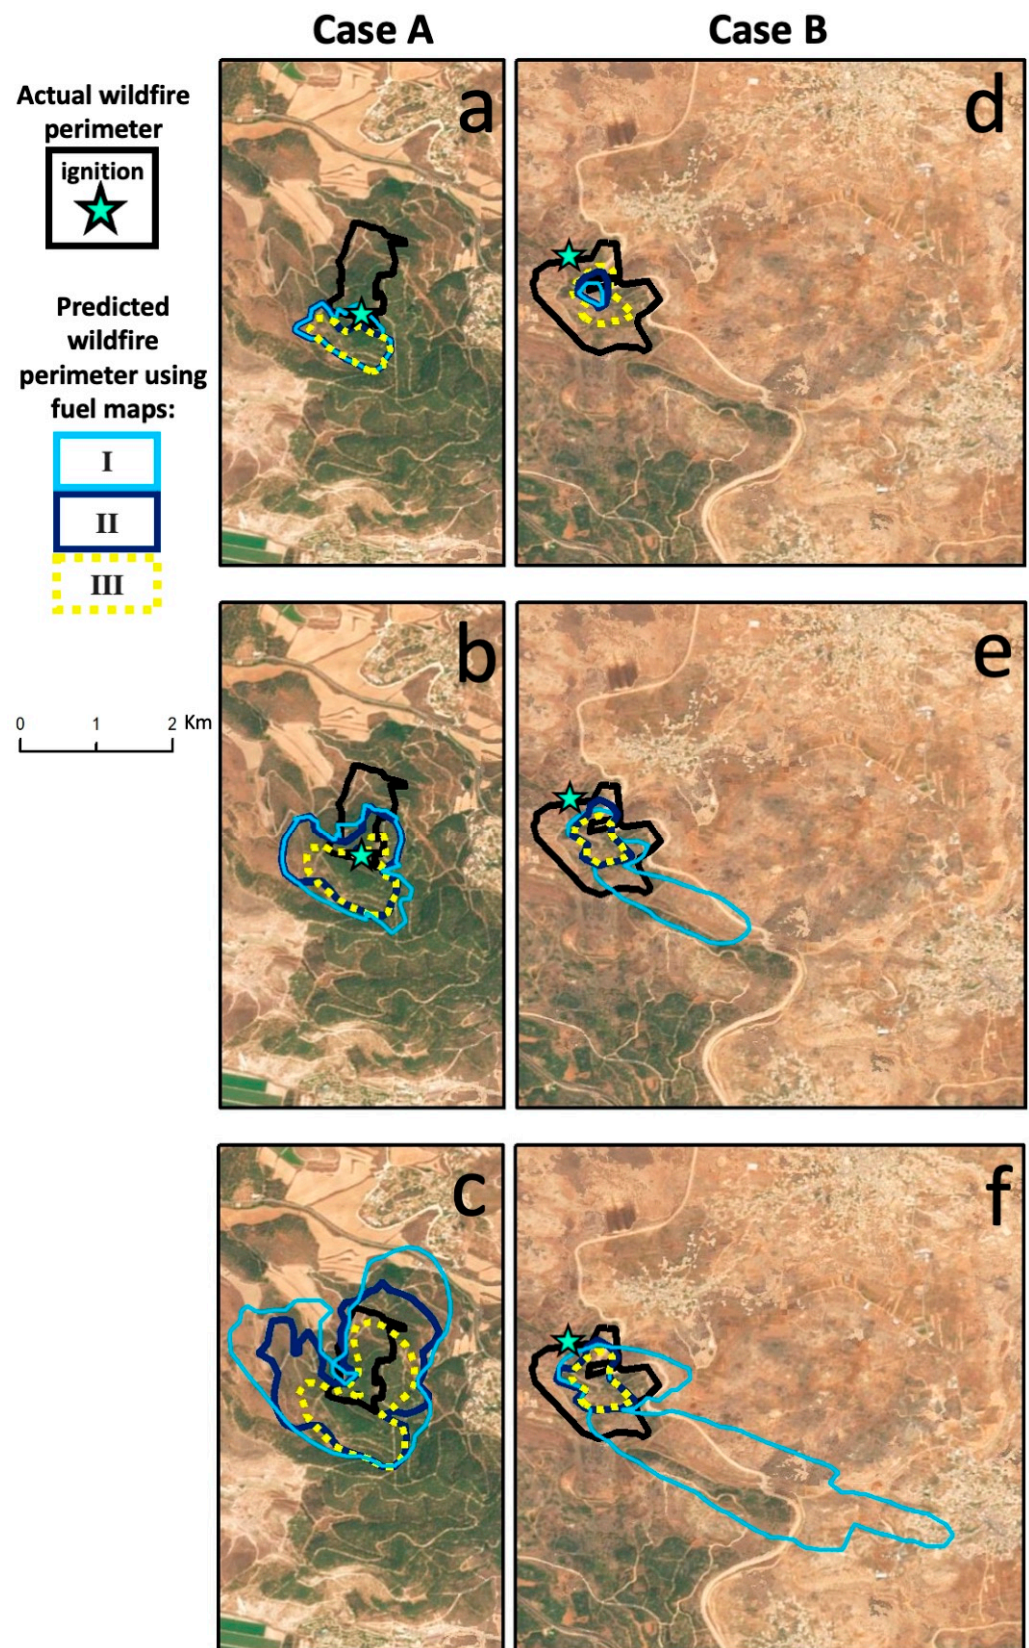 Case A
Case B
Actual wildfire
perimeter
ignition
Predicted
wildfire
perimeter using
fuel maps:
I
II
III
0 1 2 Km
a
d
b
e
c
f